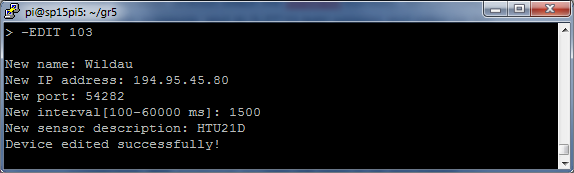 pi@sp15pi5: ~/gr5
> -EDIT 103
New name: Wildau
New IP address: 194.95.45.80
New port: 54282
New interval[100-60000 ms]: 1500
New sensor description: HTU21D
Device edited successfully!